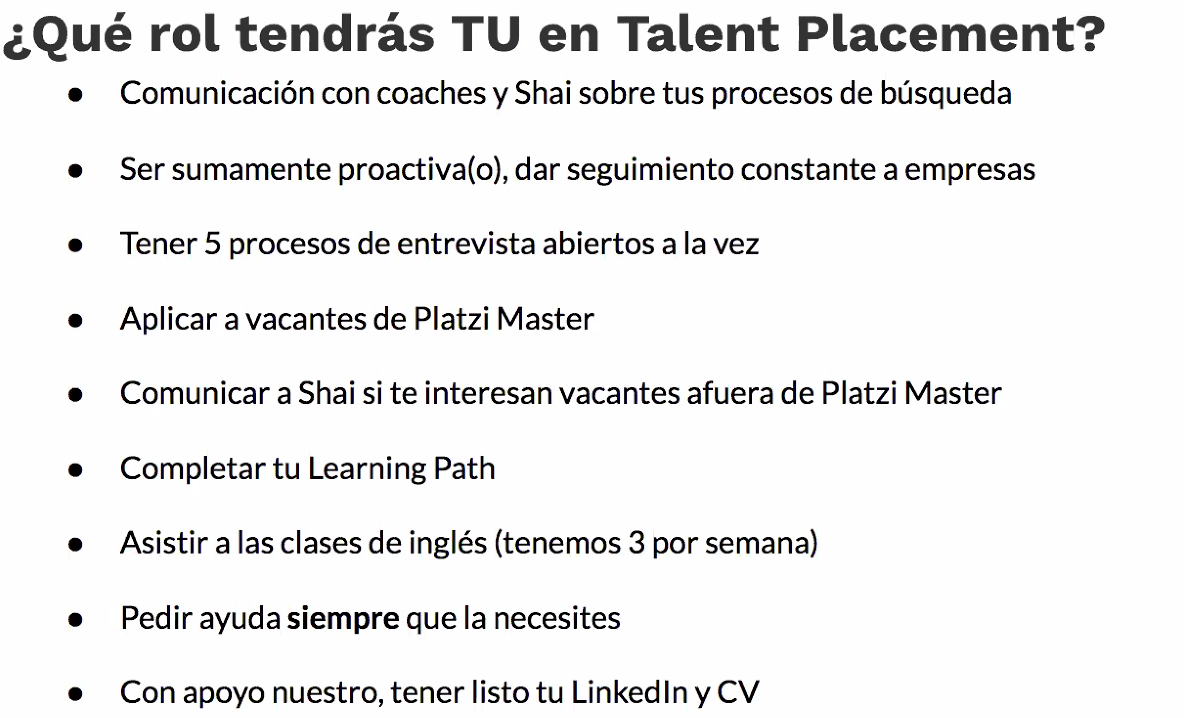 ¿Qué rol tendrás TU en Talent Placement?
● Comunicación con coaches y Shai sobre tus procesos de búsqueda
● Ser sumamente proactiva(o), dar seguimiento constante a empresas
● Tener 5 procesos de entrevista abiertos a la vez
● Aplicar a vacantes de Platzi Master
● Comunicar a Shai si te interesan vacantes afuera de Platzi Master
● Completar tu Learning Path
● Asistir a las clases de inglés (tenemos 3 por semana)
● Pedir ayuda siempre que la necesites
● Con apoyo nuestro, tener listo tu LinkedIn y CV